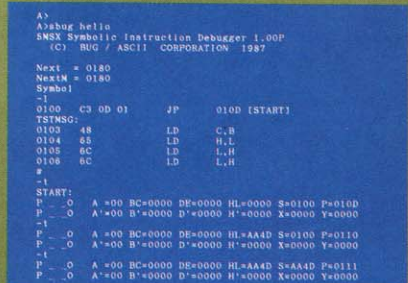 A>
A>sbug hello
SMSX Symbolic Instruction Debugger 1.00P
(C) BUG / ASCII CORPORATION 1987
Next = 0180
NextM = 0180
Symbol
-l
0100 C3 0D 01 JP 010D [START]
TSTMSG:
0103 48 LD C,B
0104 65 LD H,L
0105 6C LD L,H
0106 6C LD L,H
#
-t
START:
P _ _O A =00 BC=0000 DE=0000 HL=0000 S=0100 P=010D
P _ _O A'=00 B'=0000 D'=0000 H'=0000 X=0000 Y=0000
-t
P _ _O A =00 BC=0000 DE=0000 HL=AA4D S=0100 P=0110
P _ _O A'=00 B'=0000 D'=0000 H'=0000 X=0000 Y=0000
-t
P _ _O A =00 BC=0000 DE=0000 HL=AA4D S=AA4D P=0111
P _ _O A'=00 B'=0000 D'=0000 H'=0000 X=0000 Y=0000